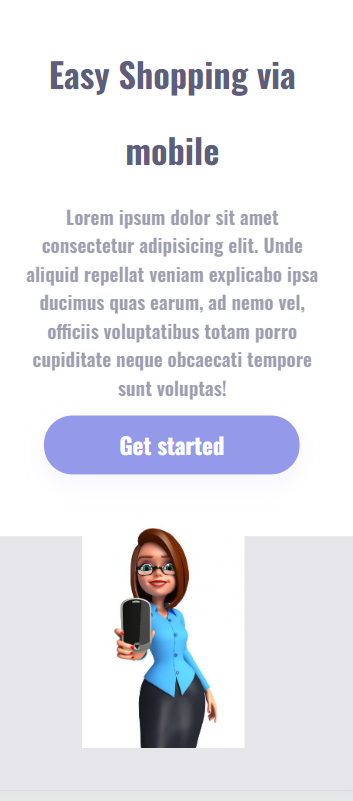 Easy Shopping via
mobile
Lorem ipsum dolor sit amet
consectetur adipisicing elit. Unde
aliquid repellat veniam explicabo ipsa
ducimus quas earum, ad nemo vel,
officiis voluptatibus totam porro
cupiditate neque obcaecati tempore
sunt voluptas!
Get started